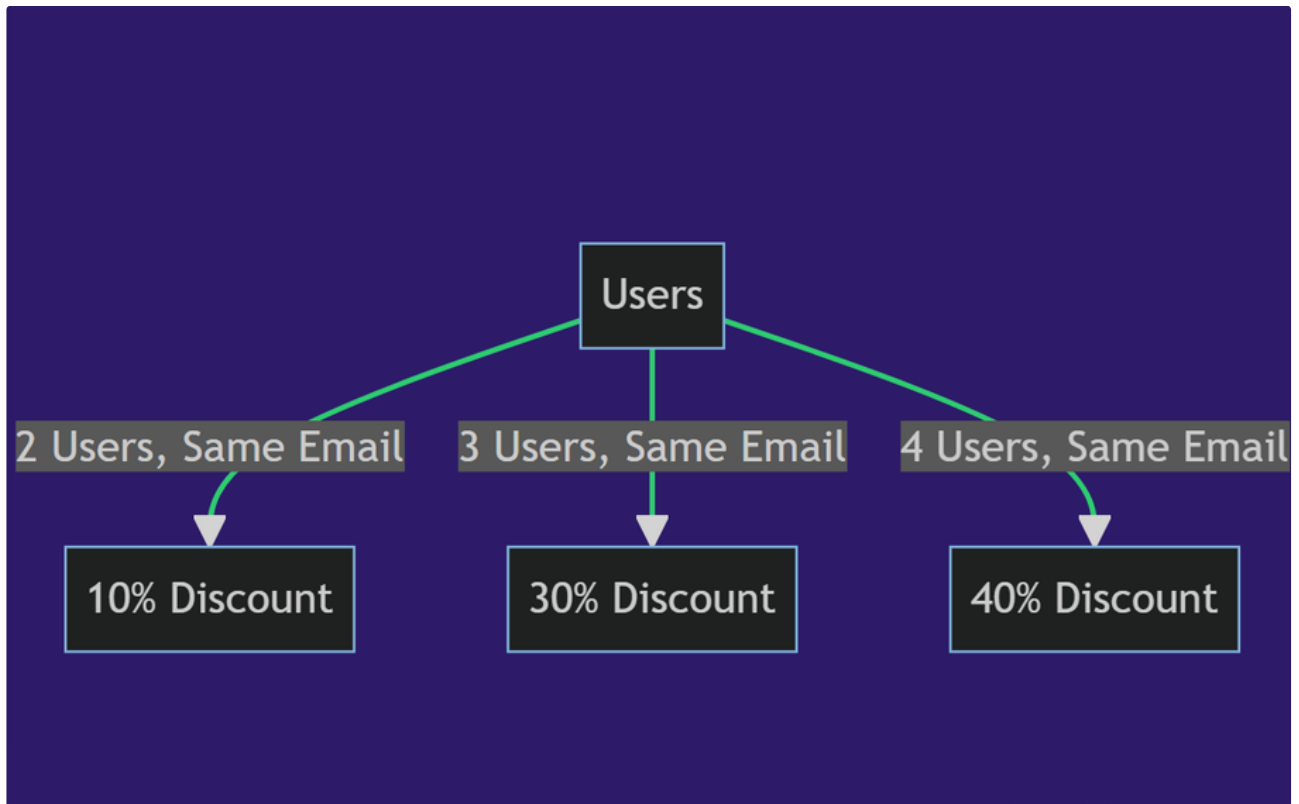 Users
2 Users, Same Email
3 Users, Same Email
4 Users, Same Email
10% Discount
30% Discount
40% Discount